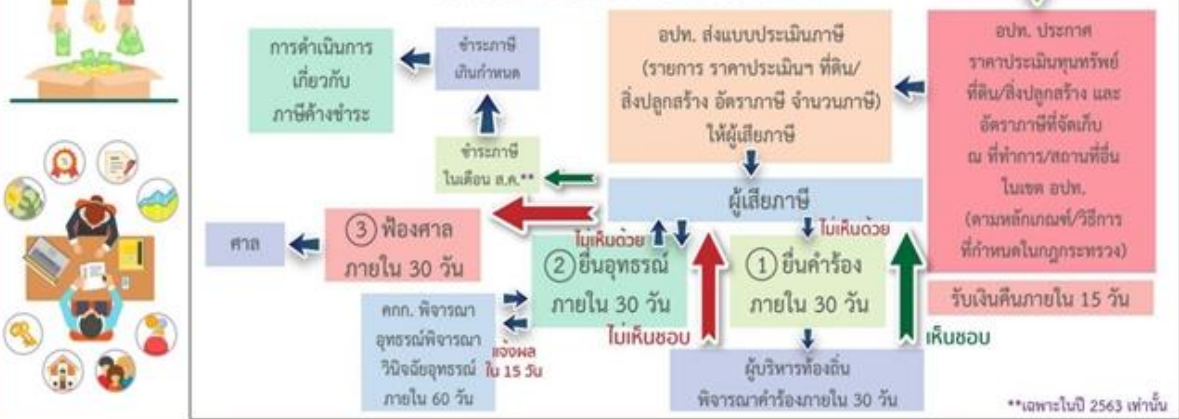 อปท. ประกาศ
ราคาประเมินทุนทรัพย์
ที่ดิน/สิ่งปลูกสร้าง และ
อัตราภาษีที่จัดเก็บ
ณ ที่ทำการ/สถานที่อื่น
ในเขต อปท.
(ตามหลักเกณฑ์/วิธีการ
ที่กำหนดในกฎกระทรวง)
อปท. ส่งแบบประเมินภาษี
(รายการ ราคาประเมินฯ ที่ดิน/
สิ่งปลูกสร้าง อัตราภาษี จำนวนภาษี)
ให้ผู้เสียภาษี
ผู้เสียภาษี
ชำระภาษี
ในเดือน ส.ค.**
ชำระภาษี
เกินกำหนด
การดำเนินการ
เกี่ยวกับ
ภาษีค้างชำระ
ไม่เห็นด้วย
① ยื่นคำร้อง
ภายใน 30 วัน
ผู้บริหารท้องถิ่น
พิจารณาคำร้องภายใน 30 วัน
เห็นชอบ
รับเงินคืนภายใน 15 วัน
ไม่เห็นชอบ
ไม่เห็นด้วย
② ยื่นอุทธรณ์
ภายใน 30 วัน
คกก. พิจารณา
อุทธรณ์พิจารณา
วินิจฉัยอุทธรณ์
ภายใน 60 วัน
แจ้งผล
ใน 15 วัน
③ ฟ้องศาล
ภายใน 30 วัน
ศาล
**เฉพาะในปี 2563 เท่านั้น